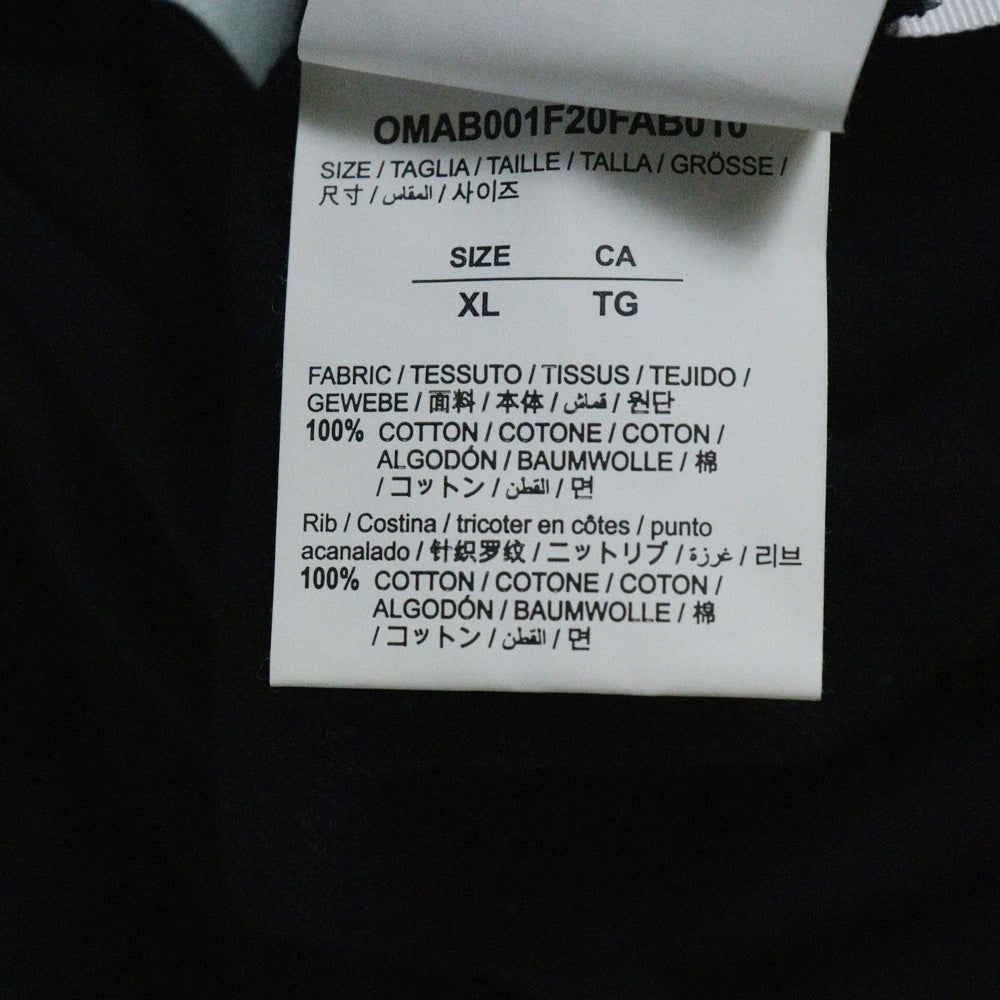 OMAB001F20FAB010
SIZE / TAGLIA / TAILLE / TALLA / GRÖSSE /
尺寸 / المقاس / 사이즈
SIZE CA
XL TG
FABRIC / TESSUTO / TISSUS / TEJIDO /
GEWEBE / 面料 / 本体 / قماش / 원단
100% COTTON / COTONE / COTON /
ALGODÓN / BAUMWOLLE / 棉
/ コットン / القطن / 면
Rib / Costina / tricoter en côtes / punto
acanalado / 针织罗纹 / ニットリブ / غرزة / 리브
100% COTTON / COTONE / COTON /
ALGODÓN / BAUMWOLLE / 棉
/ コットン / القطن / 면